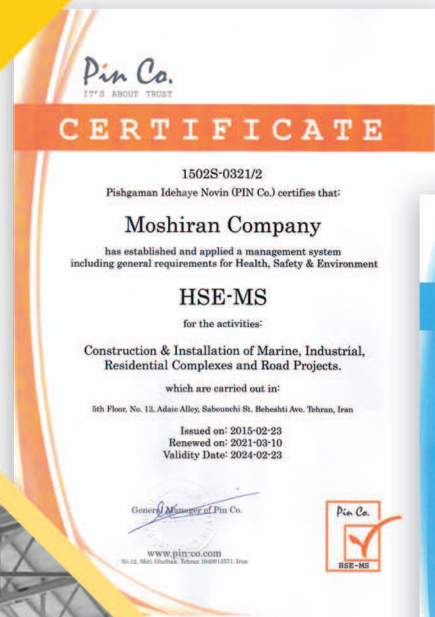 Pin Co.
IT'S ABOUT TRUST
CERTIFICATE
1502S-0321/2
Pishgaman Idehaye Novin (PIN Co.) certifies that:
Moshiran Company
has established and applied a management system
including general requirements for Health, Safety & Environment
HSE-MS
for the activities:
Construction & Installation of Marine, Industrial,
Residential Complexes and Road Projects.
which are carried out in:
5th Floor, No. 13, Adaie Alley, Sabounchi St. Beheshti Ave. Tehran, Iran
Issued on: 2015-02-23
Renewed on: 2021-03-10
Validity Date: 2024-02-23
General Manager of Pin Co.
www.pin-co.com
No.12, Tehran Iran
Pin Co.
HSE-MS